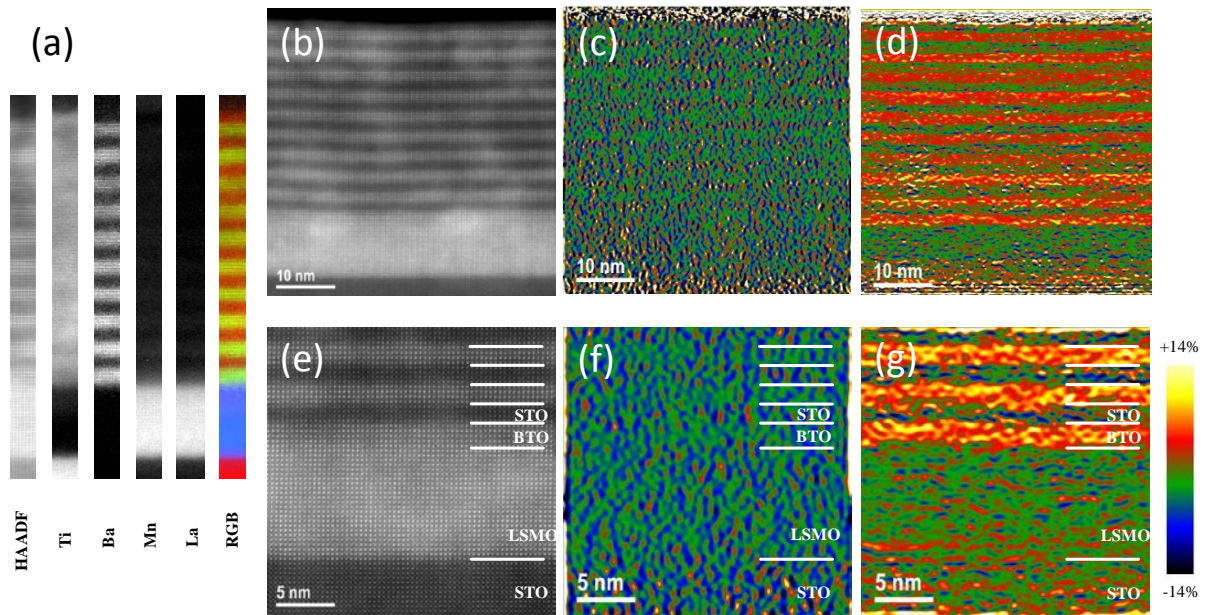 (a)
HAADF
Ti
Ba
Mn
La
RGB
(b)
10 nm
(c)
10 nm
(d)
10 nm
(e)
STO
BTO
LSMO
STO
5 nm
(f)
STO
BTO
LSMO
STO
5 nm
(g)
STO
BTO
LSMO
STO
5 nm
+14%
-14%